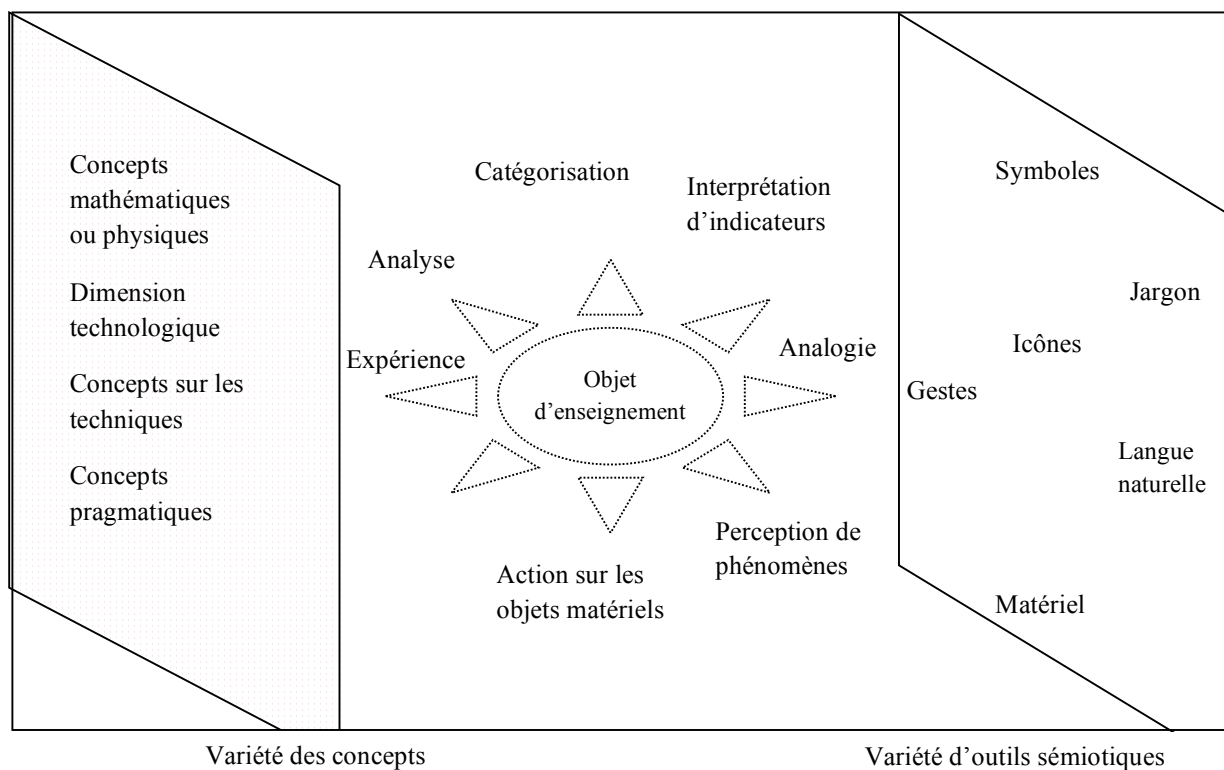 Concepts
mathématiques
ou physiques
Dimension
technologique
Concepts sur les
techniques
Concepts
pragmatiques
Catégorisation
Interprétation
d’indicateurs
Analyse
Expérience
Analogie
Objet
d’enseignement
Perception de
phénomènes
Action sur les
objets matériels
Symboles
Jargon
Icônes
Gestes
Langue
naturelle
Matériel
Variété des concepts
Variété d’outils sémiotiques